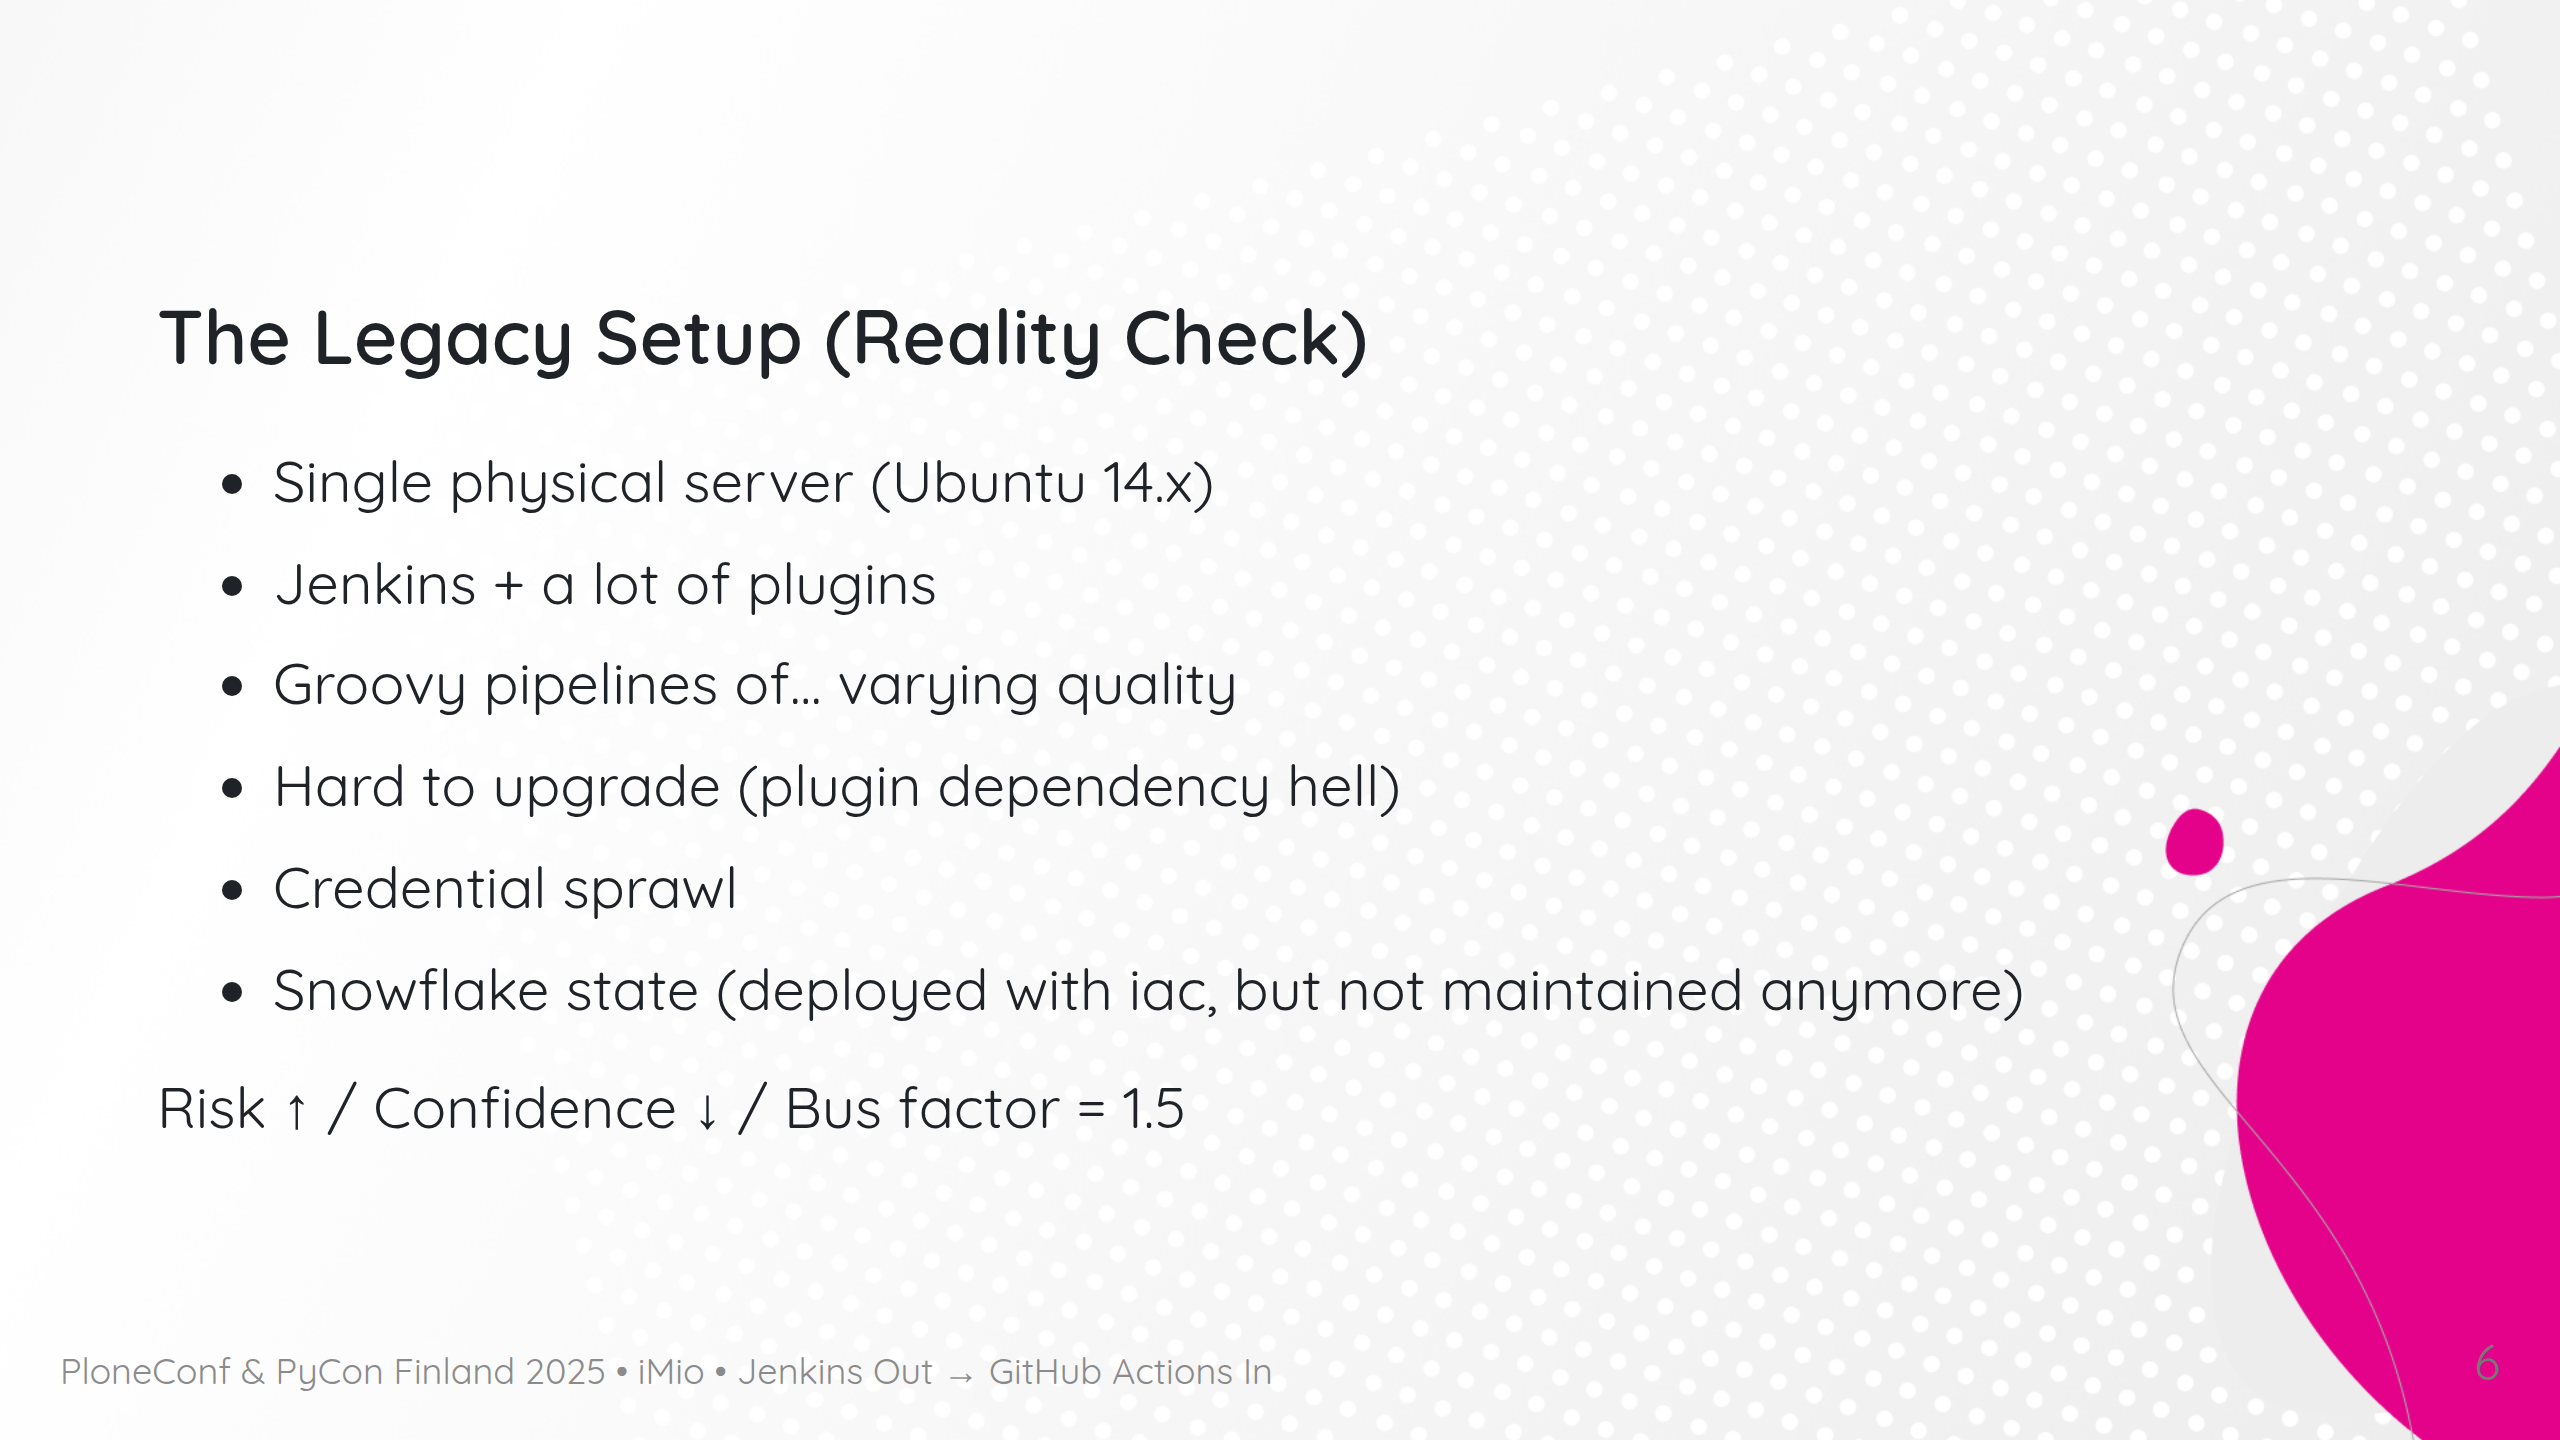 The Legacy Setup (Reality Check)
• Single physical server (Ubuntu 14.x)
• Jenkins + a lot of plugins
• Groovy pipelines of... varying quality
• Hard to upgrade (plugin dependency hell)
• Credential sprawl
• Snowflake state (deployed with iac, but not maintained anymore)
Risk ↑ / Confidence ↓ / Bus factor = 1.5
PloneConf & PyCon Finland 2025 • iMio • Jenkins Out → GitHub Actions In
6